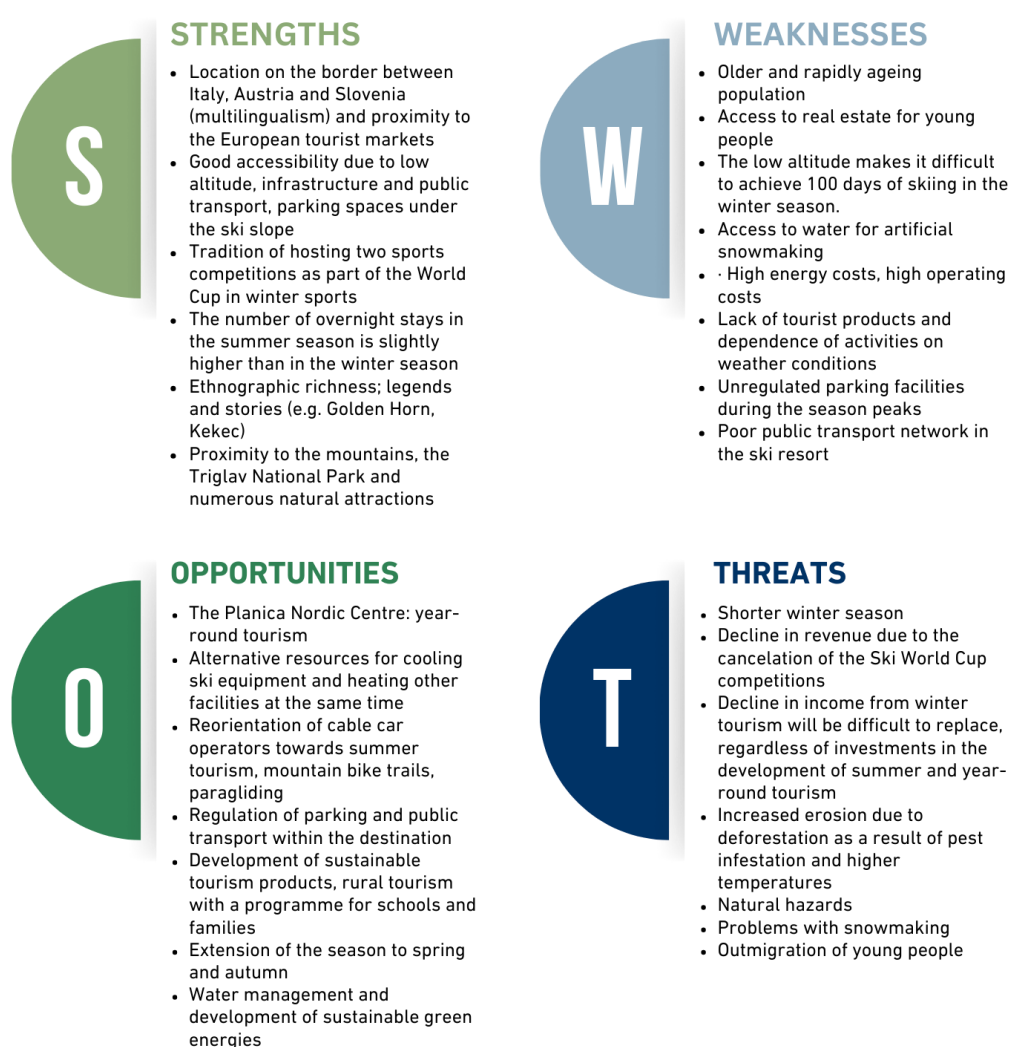 STRENGTHS
S
• Location on the border between
Italy, Austria and Slovenia
(multilingualism) and proximity to
the European tourist markets
• Good accessibility due to low
altitude, infrastructure and public
transport, parking spaces under
the ski slope
• Tradition of hosting two sports
competitions as part of the World
Cup in winter sports
• The number of overnight stays in
the summer season is slightly
higher than in the winter season
• Ethnographic richness; legends
and stories (e.g. Golden Horn,
Kekec)
• Proximity to the mountains, the
Triglav National Park and
numerous natural attractions
WEAKNESSES
W
• Older and rapidly ageing
population
• Access to real estate for young
people
• The low altitude makes it difficult
to achieve 100 days of skiing in the
winter season.
• Access to water for artificial
snowmaking
• · High energy costs, high operating
costs
• Lack of tourist products and
dependence of activities on
weather conditions
• Unregulated parking facilities
during the season peaks
• Poor public transport network in
the ski resort
OPPORTUNITIES
O
• The Planica Nordic Centre: year-
round tourism
• Alternative resources for cooling
ski equipment and heating other
facilities at the same time
• Reorientation of cable car
operators towards summer
tourism, mountain bike trails,
paragliding
• Regulation of parking and public
transport within the destination
• Development of sustainable
tourism products, rural tourism
with a programme for schools and
families
• Extension of the season to spring
and autumn
• Water management and
development of sustainable green
energies
THREATS
T
• Shorter winter season
• Decline in revenue due to the
cancelation of the Ski World Cup
competitions
• Decline in income from winter
tourism will be difficult to replace,
regardless of investments in the
development of summer and year-
round tourism
• Increased erosion due to
deforestation as a result of pest
infestation and higher
temperatures
• Natural hazards
• Problems with snowmaking
• Outmigration of young people